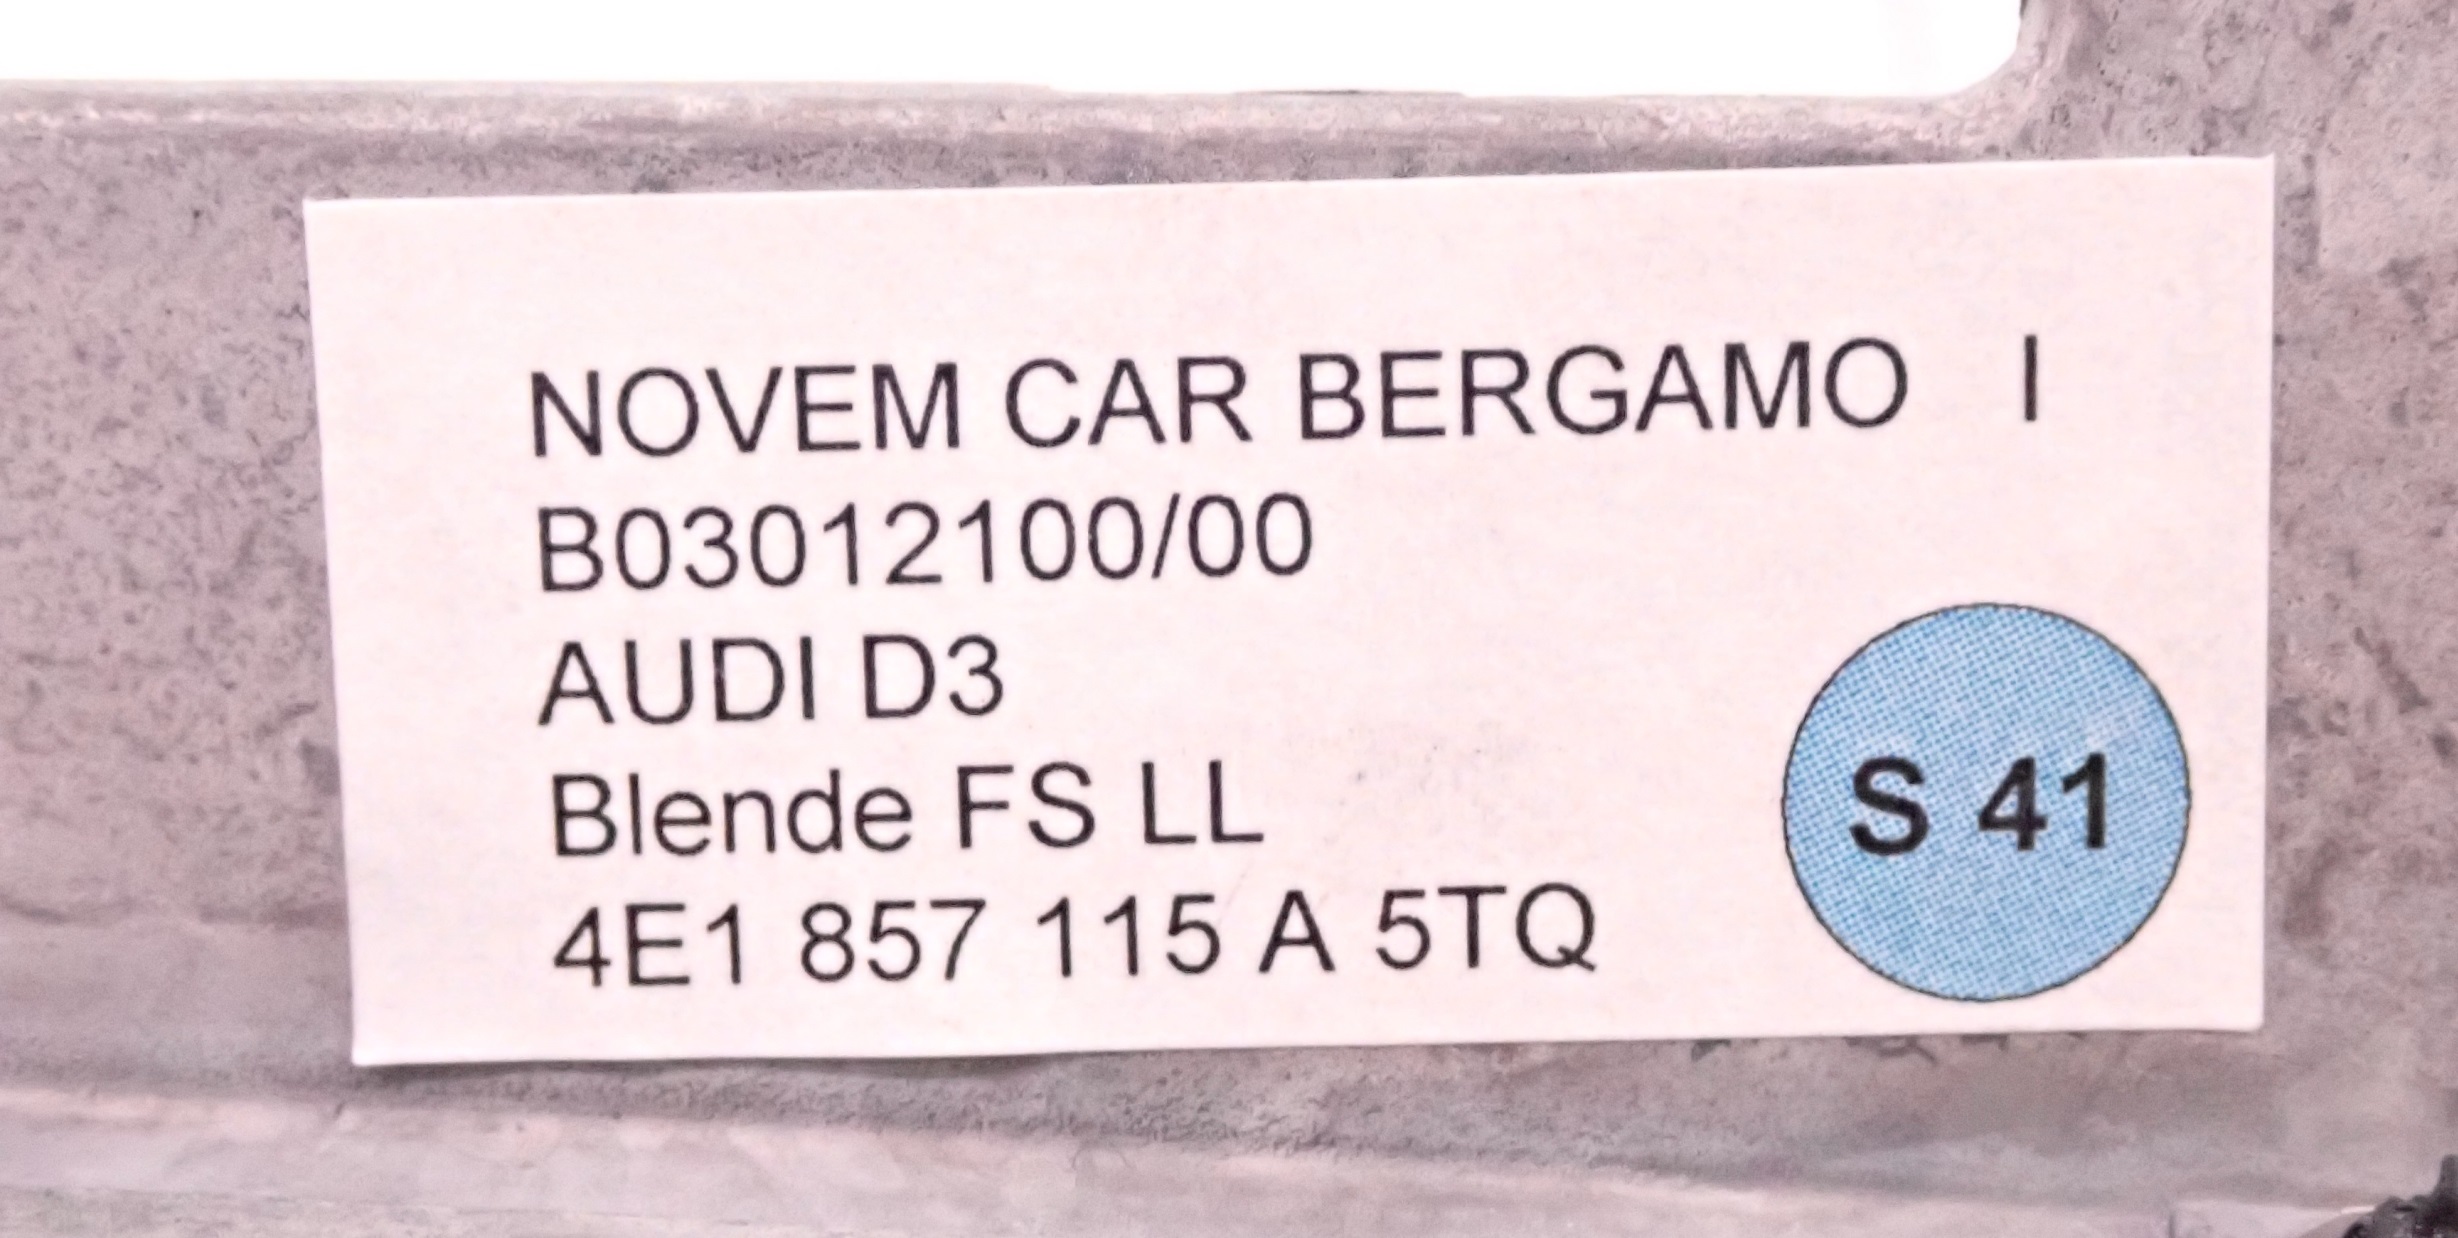 NOVEM CAR BERGAMO I
B03012100/00
AUDI D3
Blende FS LL
4E1 857 115 A 5TQ
S 41